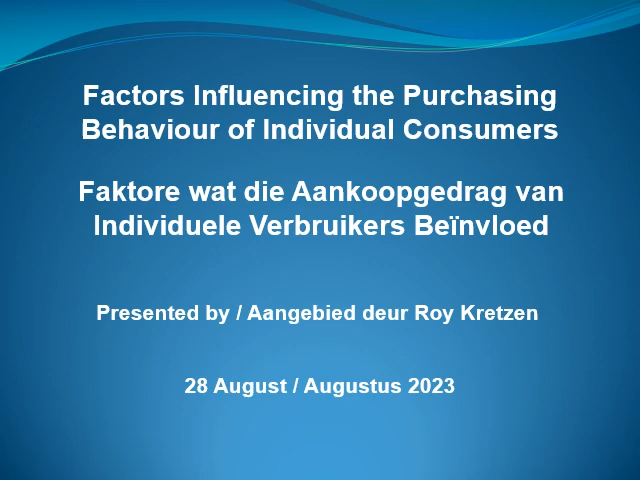 Factors Influencing the Purchasing
Behaviour of Individual Consumers
Faktore wat die Aankoopgedrag van
Individuele Verbruikers Beïnvloed
Presented by / Aangebied deur Roy Kretzen
28 August / Augustus 2023